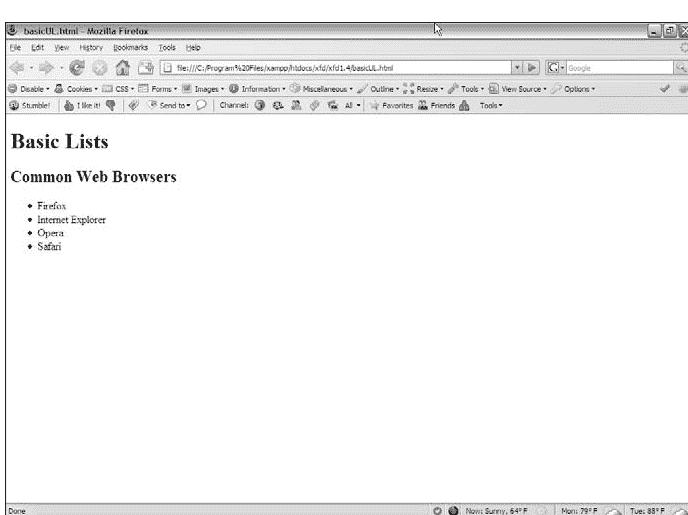 basicUL.html - Mozilla Firefox
File Edit View History Bookmarks Tools Help
file:///C:/Program%20Files/xampp/htdocs/xfd/xfd1.4/basicUL.html Google
Disable Cookies CSS Forms Images Information Miscellaneous Outline Resize Tools View Source Options
Stumble! I like it! Send to Channel: All Favorites Friends Tools
Basic Lists
Common Web Browsers
• Firefox
• Internet Explorer
• Opera
• Safari
Done Now: Sunny, 64° F Mon: 79° F Tue: 88° F